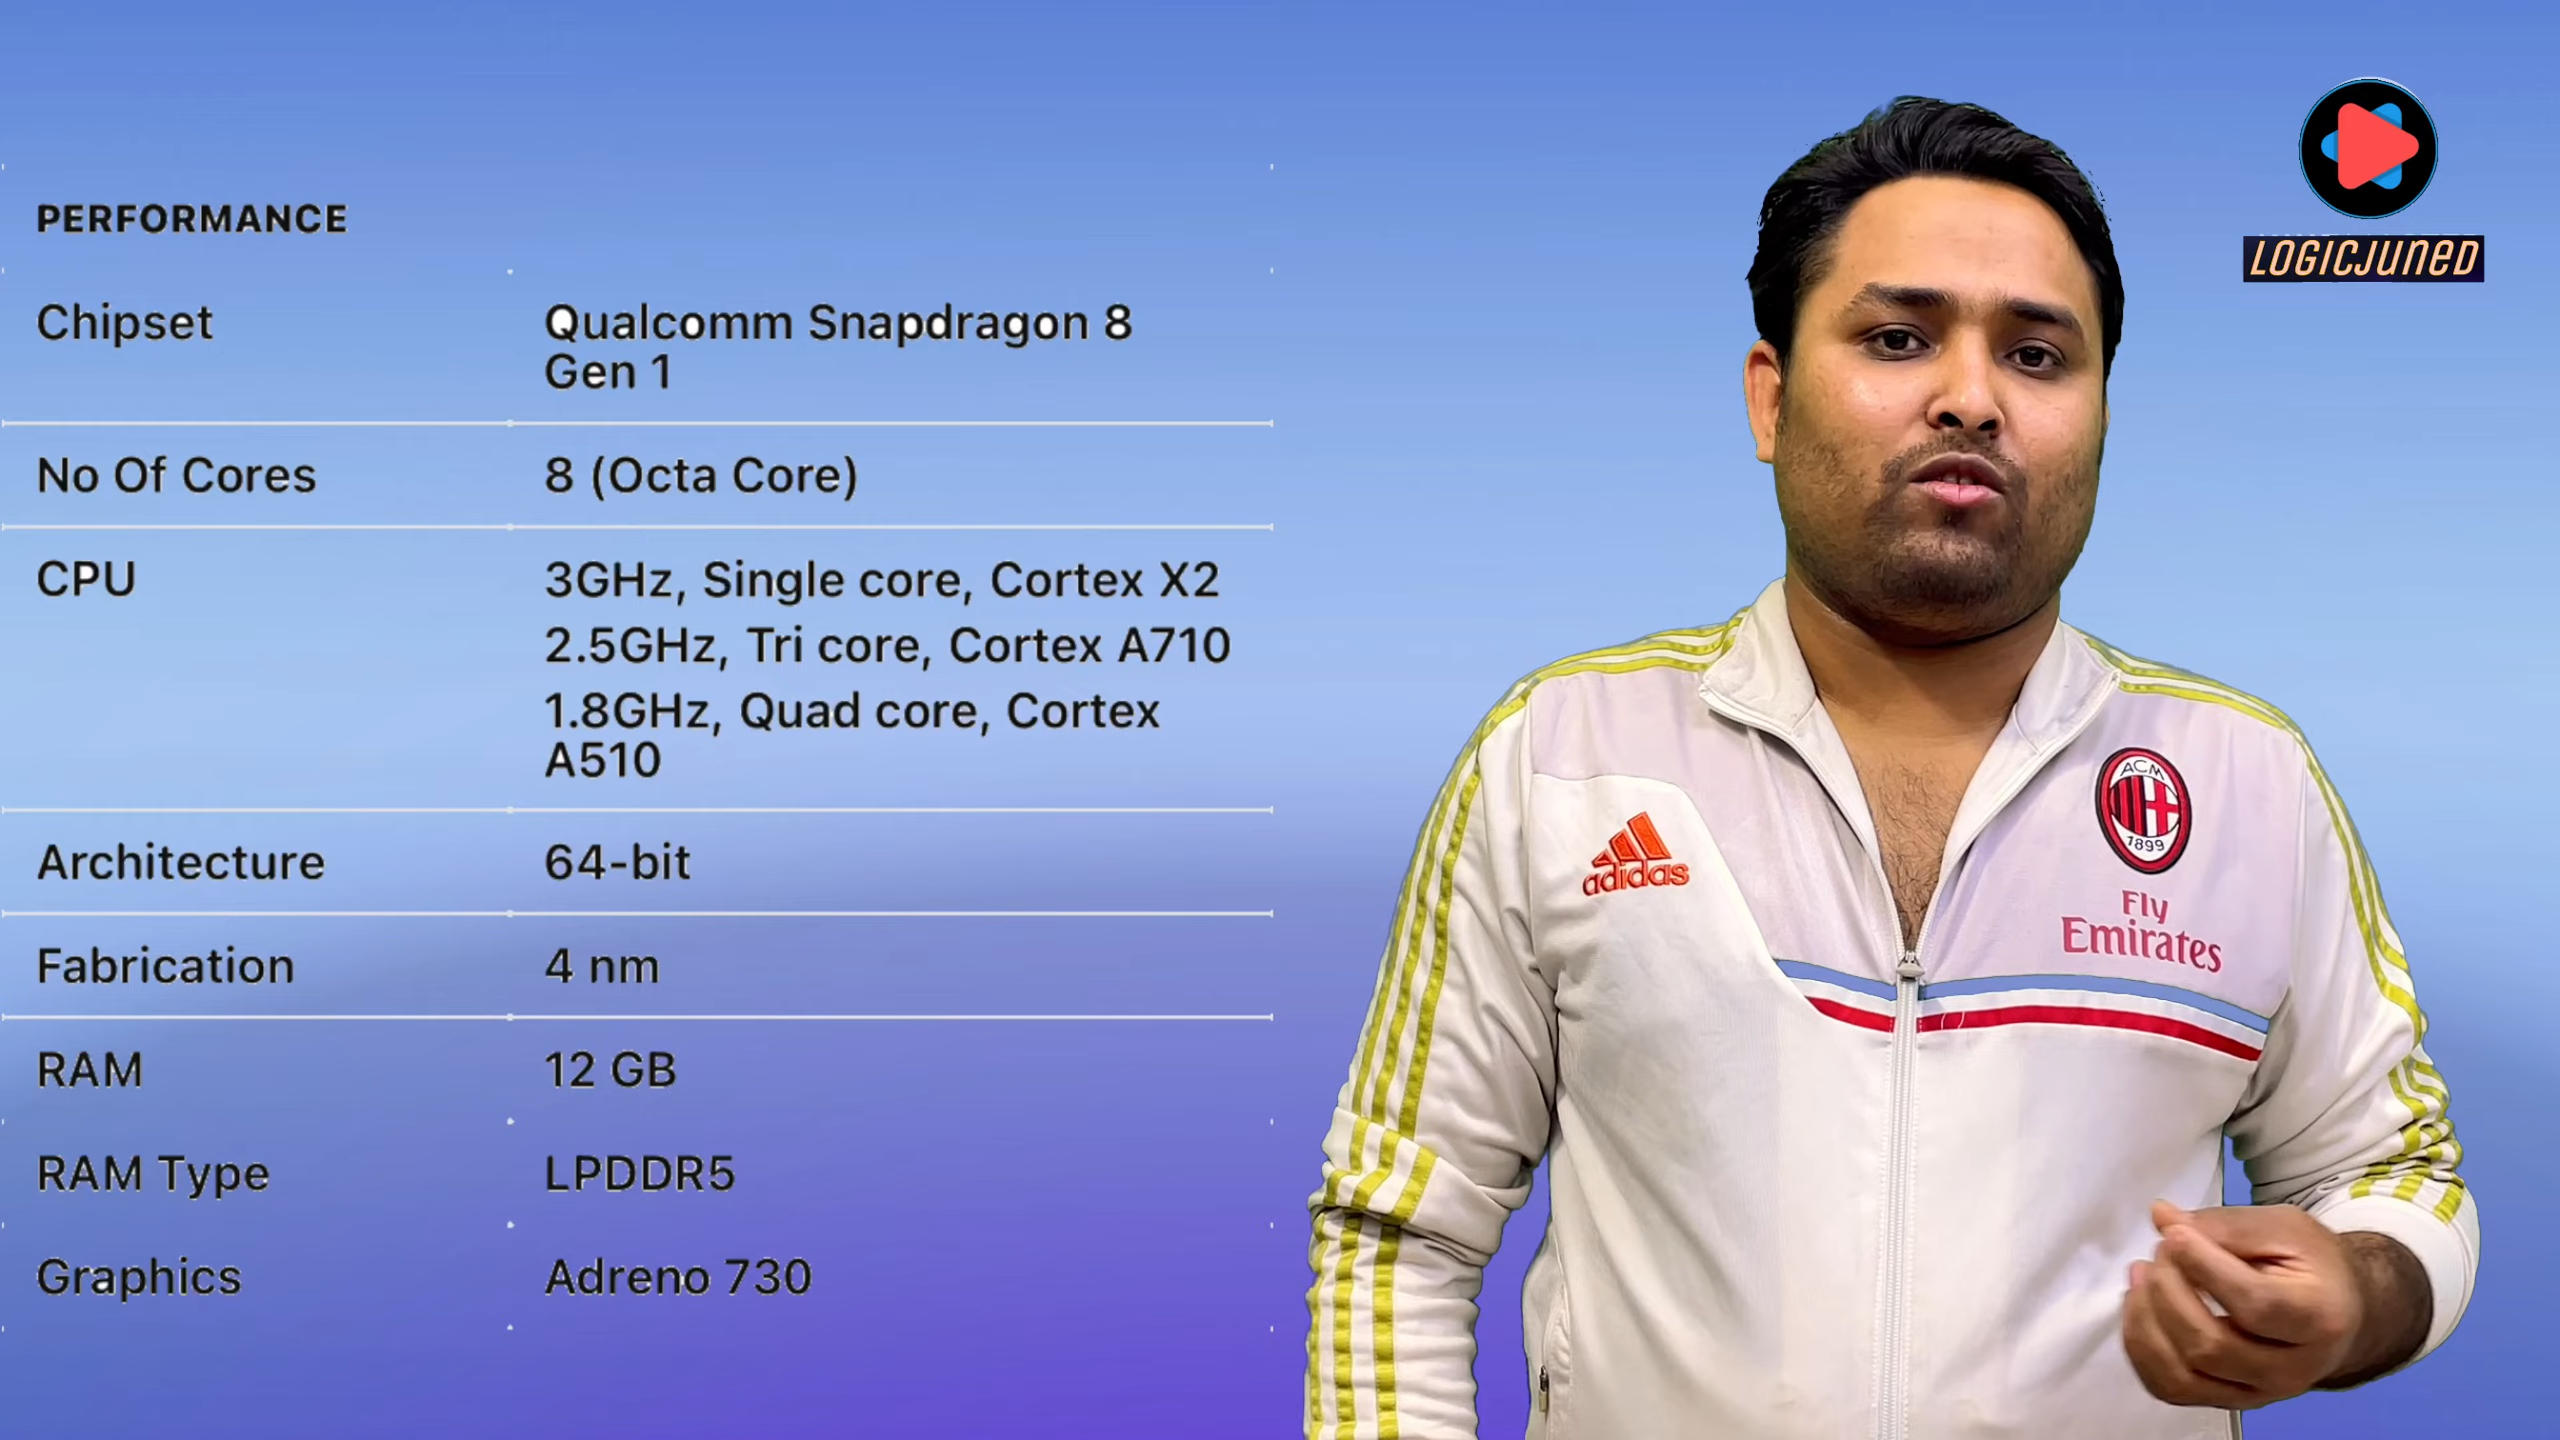 PERFORMANCE
Chipset
Qualcomm Snapdragon 8
Gen 1
No Of Cores
8 (Octa Core)
CPU
3GHz, Single core, Cortex X2
2.5GHz, Tri core, Cortex A710
1.8GHz, Quad core, Cortex
A510
Architecture
64-bit
Fabrication
4 nm
RAM
12 GB
RAM Type
LPDDR5
Graphics
Adreno 730
LOGICJUNED
adidas
ACM
1899
Fly
Emirates